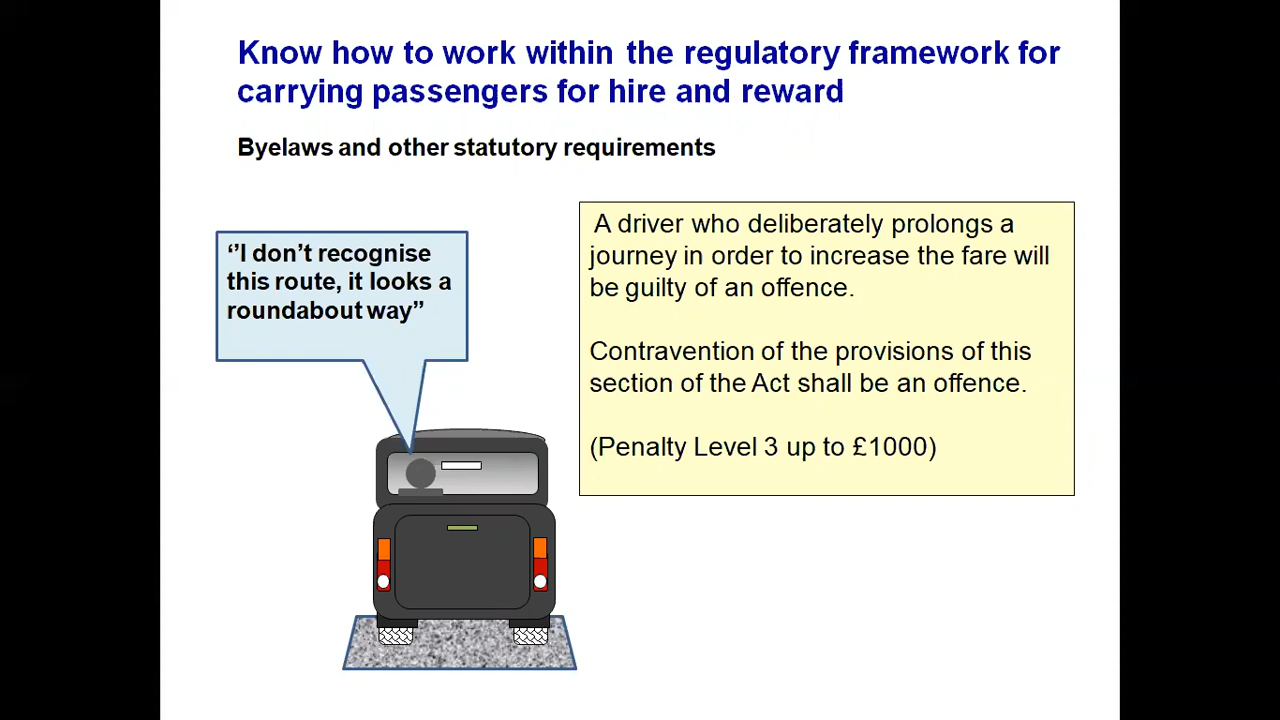 Know how to work within the regulatory framework for
carrying passengers for hire and reward
Byelaws and other statutory requirements
‘’I don’t recognise
this route, it looks a
roundabout way”
A driver who deliberately prolongs a
journey in order to increase the fare will
be guilty of an offence.
Contravention of the provisions of this
section of the Act shall be an offence.
(Penalty Level 3 up to £1000)